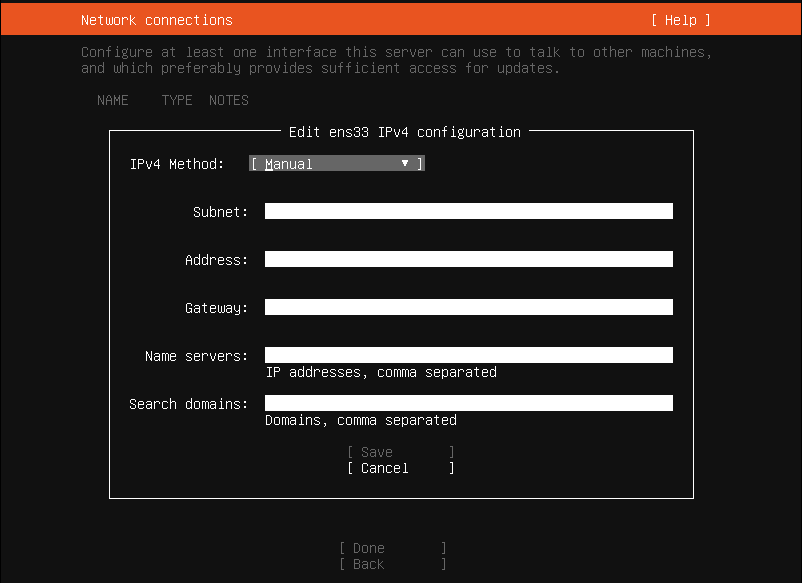 Network connections [ Help ]
Configure at least one interface this server can use to talk to other machines,
and which preferably provides sufficient access for updates.
NAME TYPE NOTES
Edit ens33 IPv4 configuration
IPv4 Method: [ Manual ▼ ]
Subnet:
Address:
Gateway:
Name servers:
IP addresses, comma separated
Search domains:
Domains, comma separated
[ Save ]
[ Cancel ]
[ Done ]
[ Back ]